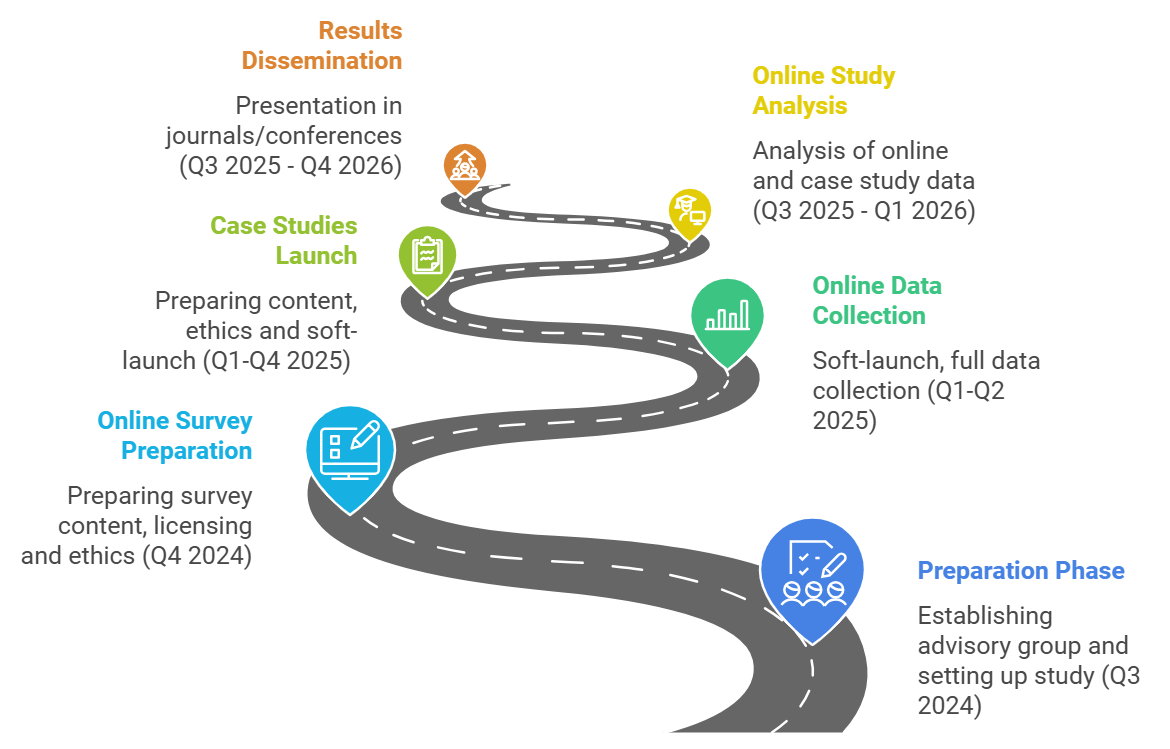 Results
Dissemination
Presentation in
journals/conferences
(Q3 2025 - Q4 2026)
Online Study
Analysis
Analysis of online
and case study data
(Q3 2025 - Q1 2026)
Case Studies
Launch
Preparing content,
ethics and soft-
launch (Q1-Q4 2025)
Online Data
Collection
Soft-launch, full data
collection (Q1-Q2
2025)
Online Survey
Preparation
Preparing survey
content, licensing
and ethics (Q4 2024)
Preparation Phase
Establishing
advisory group and
setting up study (Q3
2024)